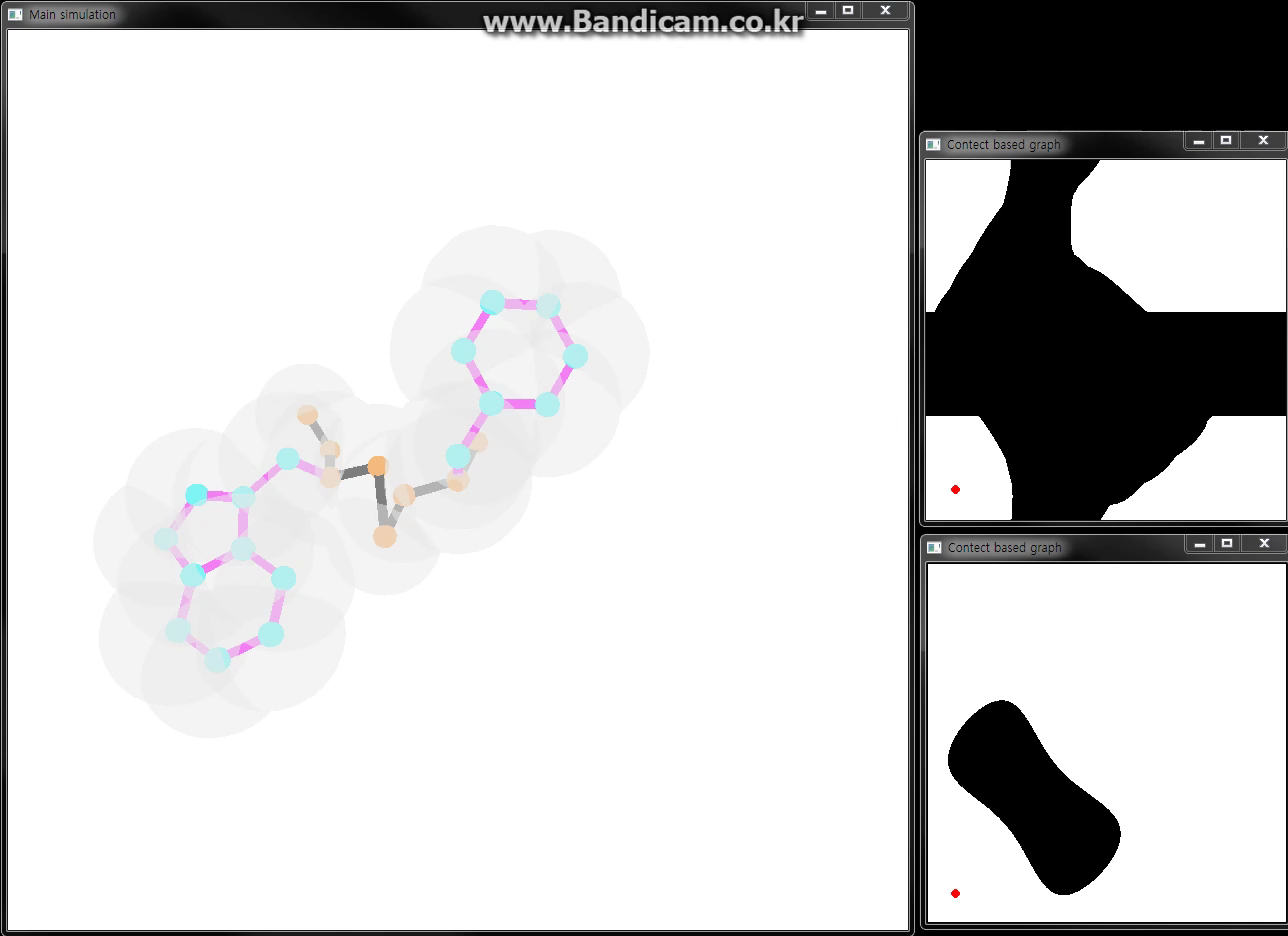 Main simulation
www.Bandicam.co.kr
Contect based graph
Contect based graph